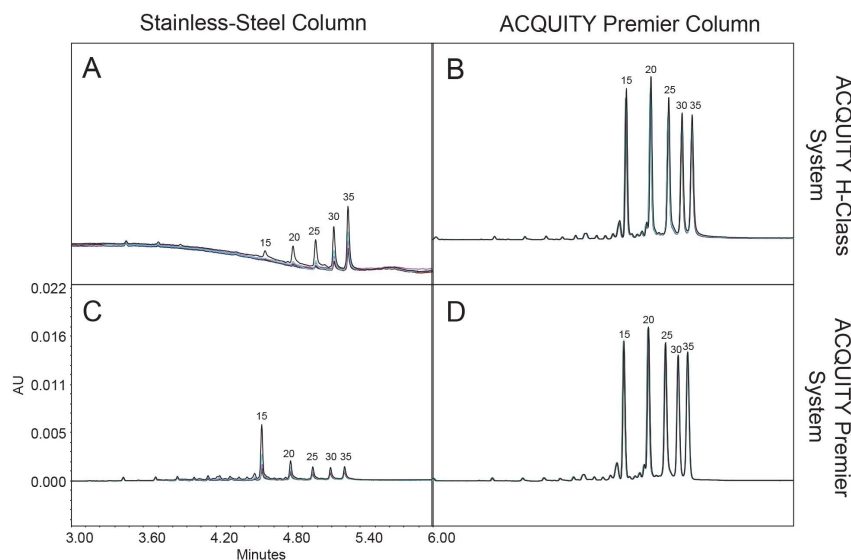 Stainless-Steel Column
ACQUITY Premier Column
A
15
20
25
30
35
B
15
20
25
30
35
ACQUITY H-Class
System
0.022
0.016
0.011
0.005
0.000
AU
C
15
20
25
30
35
D
15
20
25
30
35
ACQUITY Premier
System
3.00
3.60
4.20
4.80
5.40
6.00
Minutes